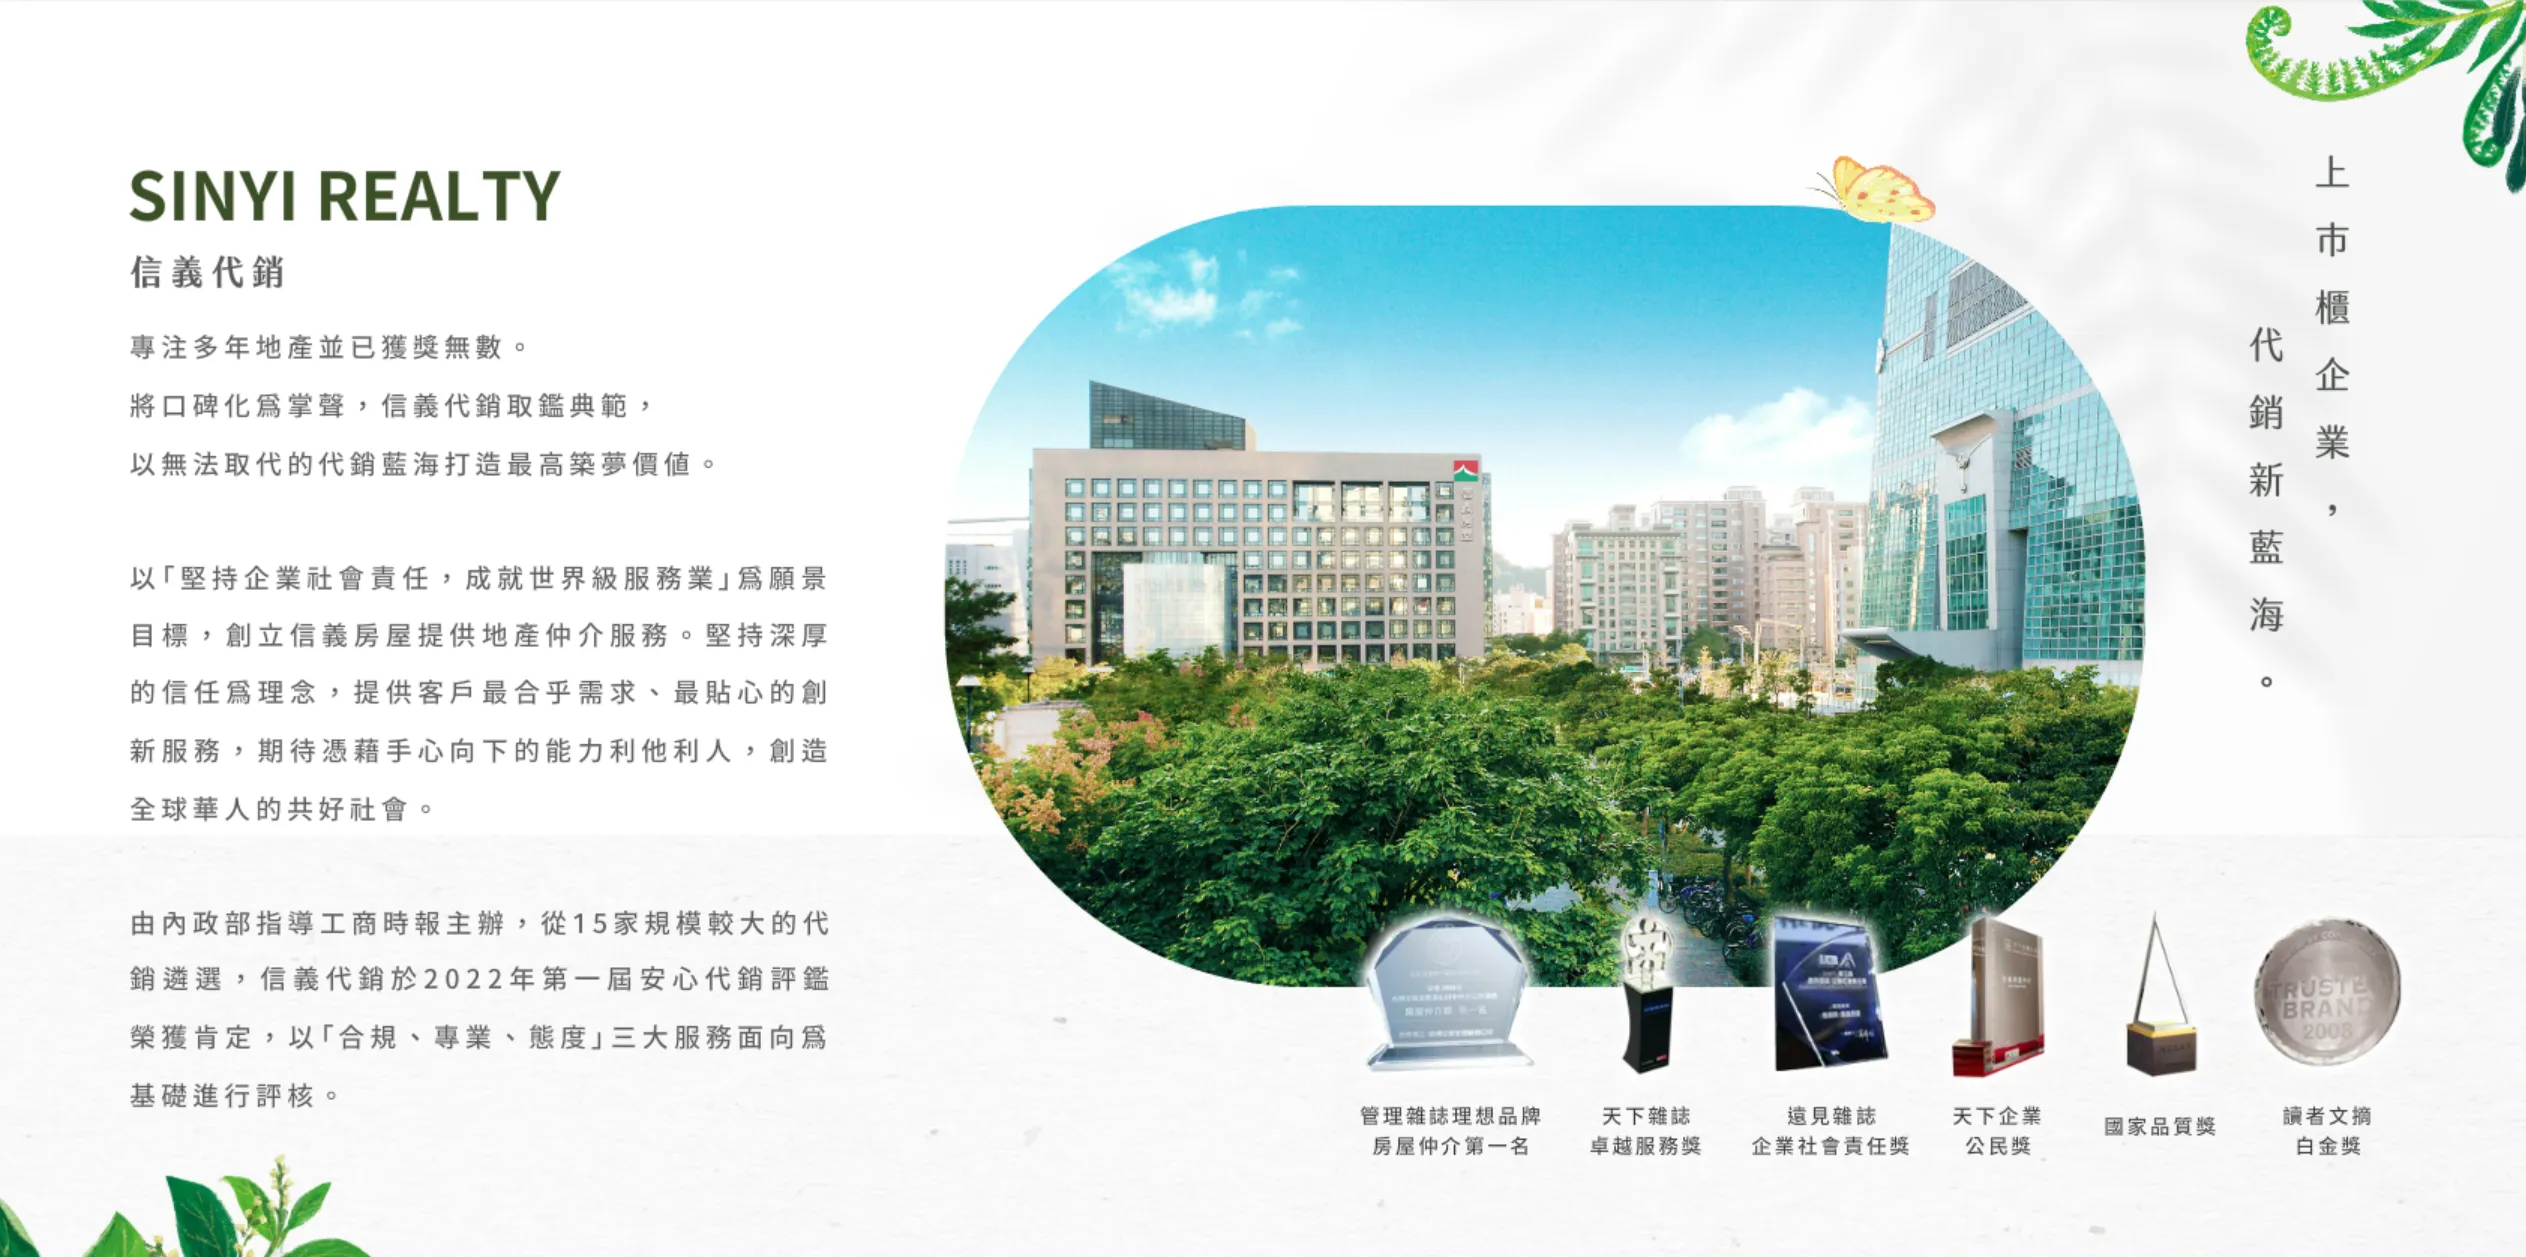 SINYI REALTY
信義代銷
專注多年地產並已獲獎無數。
將口碑化爲掌聲，信義代銷取鑑典範，
以無法取代的代銷藍海打造最高築夢價値。
以「堅持企業社會責任，成就世界級服務業」爲願景
目標，創立信義房屋提供地產仲介服務。堅持深厚
的信任爲理念，提供客戶最合乎需求、最貼心的創
新服務，期待憑藉手心向下的能力利他利人，創造
全球華人的共好社會。
由內政部指導工商時報主辦，從15家規模較大的代
銷遴選，信義代銷於2022年第一屆安心代銷評鑑
榮獲肯定，以「合規、專業、態度」三大服務面向爲
基礎進行評核。
上市櫃企業，
代銷新藍海。
TRUSTED
BRAND
2008
管理雜誌理想品牌
房屋仲介第一名
天下雜誌
卓越服務獎
遠見雜誌
企業社會責任獎
天下企業
公民獎
國家品質獎
讀者文摘
白金獎